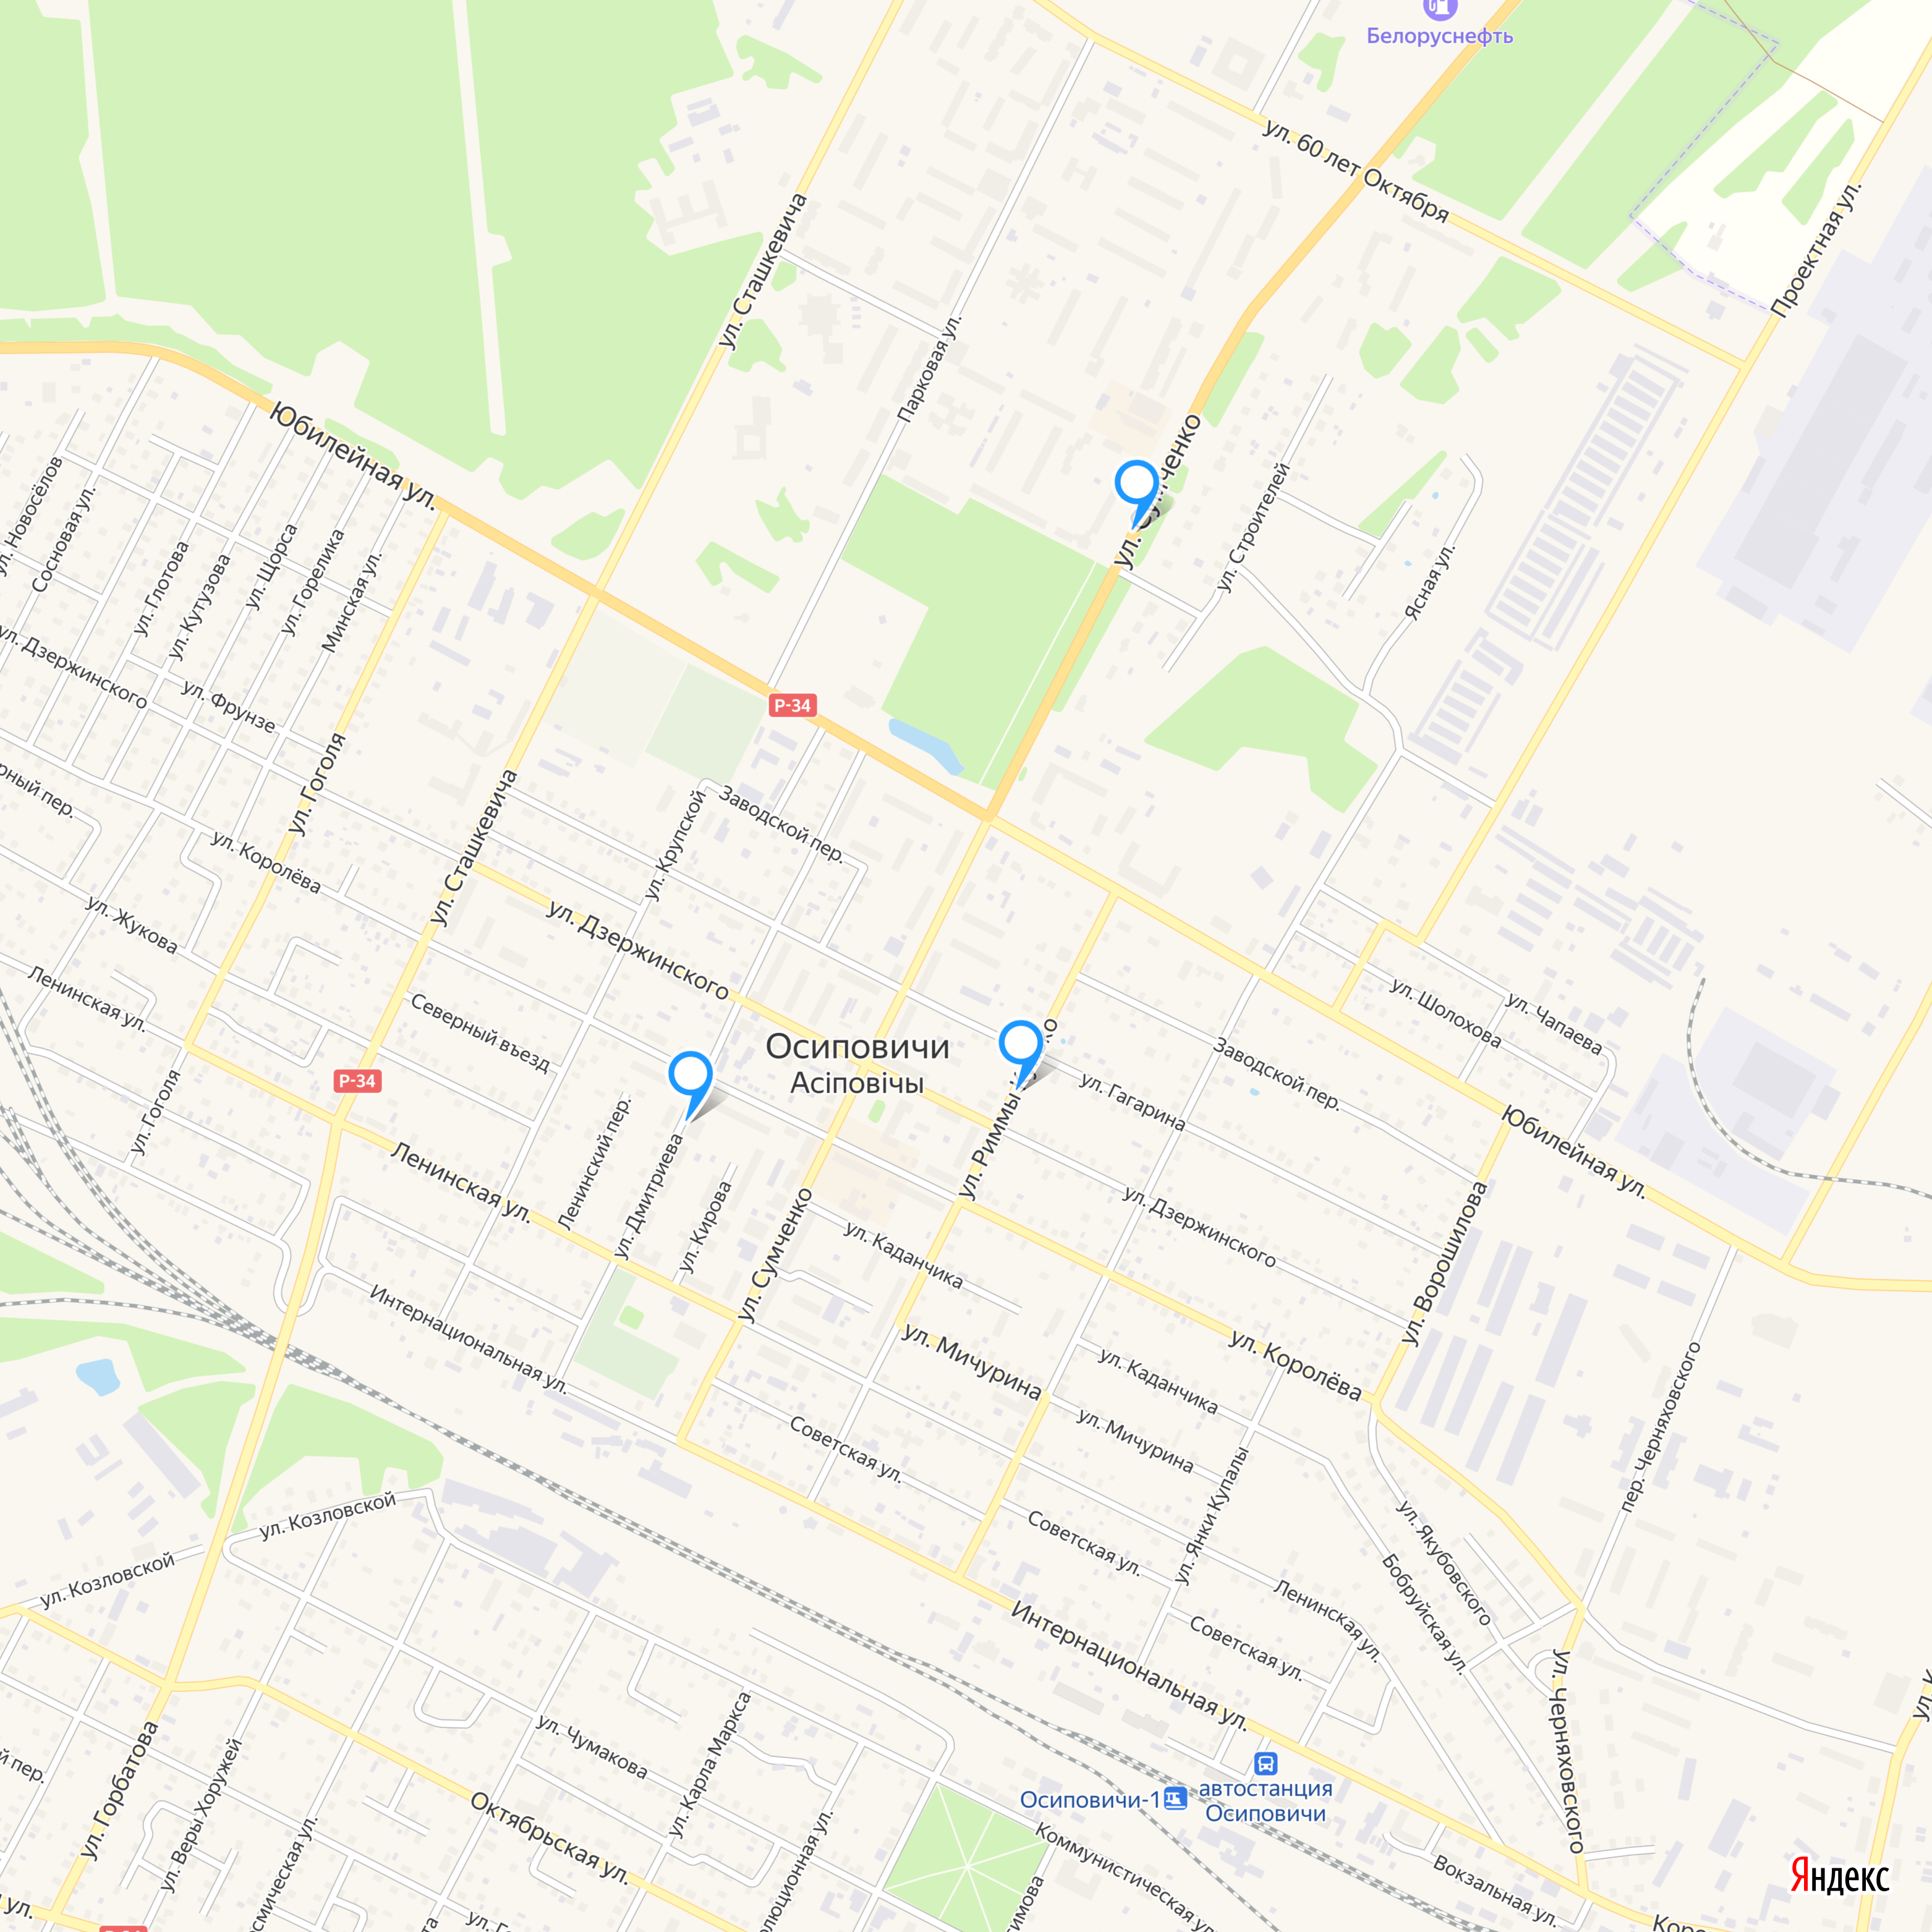 Белоруснефть
ул. 60 лет Октября
Проектная ул.
ул. Сташкевича
Парковая ул.
Юбилейная ул.
ул. Строителей
Ясная ул.
ул. Новосёлов
Сосновая ул.
ул. Глотова
ул. Кутузова
ул. Щорса
ул. Горелика
Минская ул.
ул. Дзержинского
ул. Фрунзе
Р-34
ул. Гоголя
ул. Сташкевича
ул. Крупской
Заводской пер.
ул. Королёва
ул. Жукова
ул. Дзержинского
Ленинская ул.
Северный въезд
Осиповичи
Асіповічы
ул. Шолохова
ул. Чапаева
Заводской пер.
ул. Гагарина
Р-34
ул. Гоголя
Ленинский пер.
ул. Дмитриева
ул. Кирова
ул. Риммы
Юбилейная ул.
Ленинская ул.
ул. Сумченко
ул. Каданчика
ул. Дзержинского
ул. Ворошилова
Интернациональная ул.
ул. Мичурина
ул. Королёва
ул. Каданчика
ул. Мичурина
Советская ул.
ул. Янки Купалы
пер. Черняховского
ул. Козловской
ул. Козловской
Советская ул.
ул. Якубовского
Бобруйская ул.
Ленинская ул.
Интернациональная ул.
Советская ул.
ул. Черняховского
ул. Горбатова
ул. Веры Хоружей
ул. Чумакова
ул. Карла Маркса
Октябрьская ул.
Осиповичи-1
автостанция
Осиповичи
Коммунистическая ул.
Вокзальная ул.
Яндекс